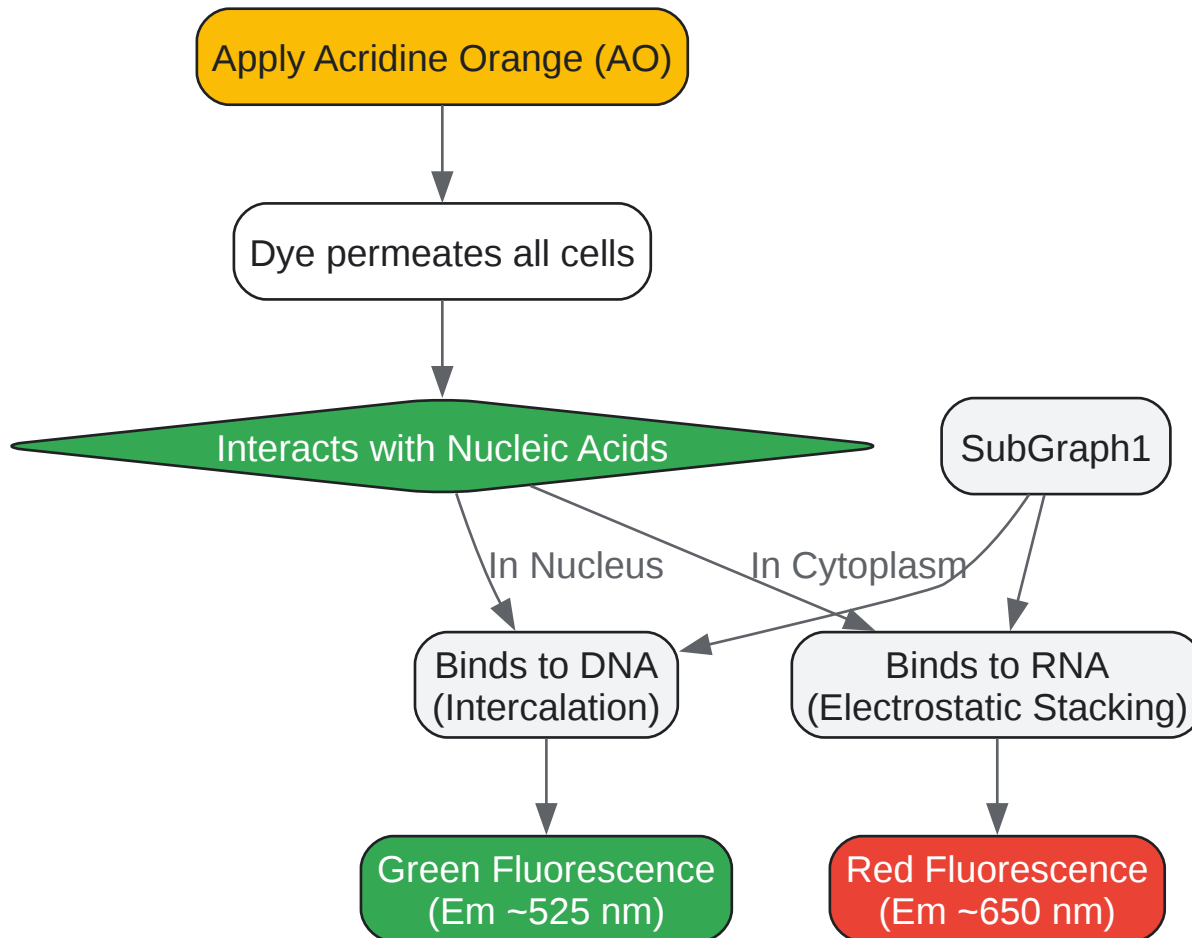 Apply Acridine Orange (AO)
Dye permeates all cells
Interacts with Nucleic Acids
SubGraph1
In Nucleus
In Cytoplasm
Binds to DNA
(Intercalation)
Binds to RNA
(Electrostatic Stacking)
Green Fluorescence
(Em ~525 nm)
Red Fluorescence
(Em ~650 nm)